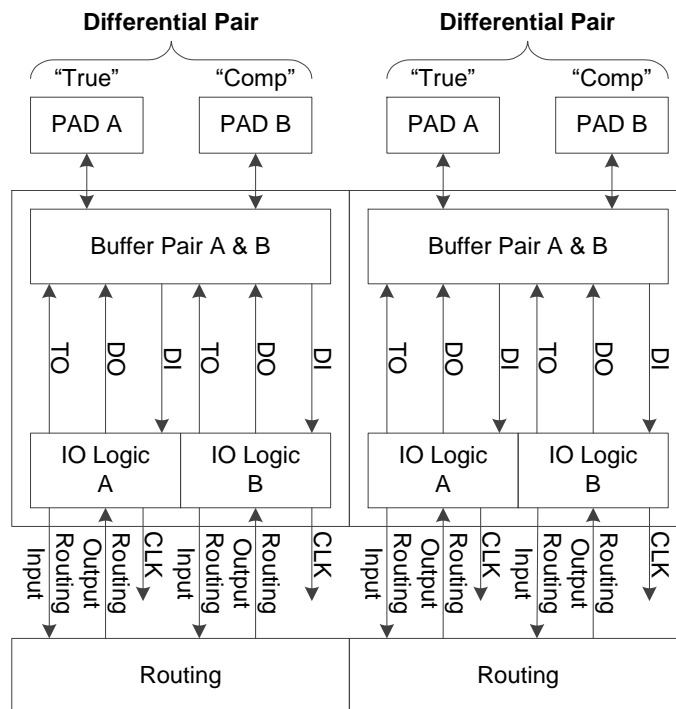 Differential Pair Differential Pair
“True” “Comp” “True” “Comp”
PAD A PAD B PAD A PAD B
Buffer Pair A & B Buffer Pair A & B
TO DO DI TO DO DI TO DO DI TO DO DI
IO Logic A IO Logic B IO Logic A IO Logic B
Routing Input Routing Output CLK Routing Input Routing Output CLK Routing Input Routing Output CLK Routing Input Routing Output CLK
Routing Routing